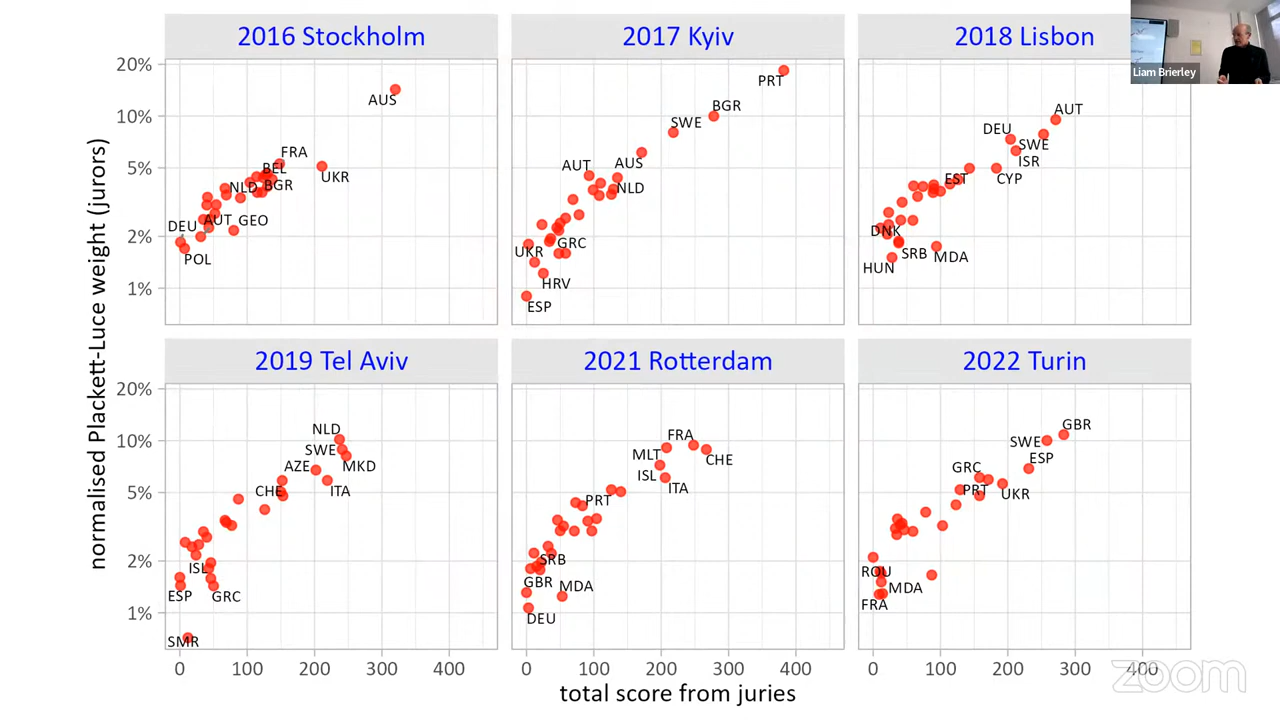 2016 Stockholm
2017 Kyiv
2018 Lisbon
Liam Brierley
normalised Plackett-Luce weight (jurors)
20%
10%
5%
2%
1%
AUS
FRA
BEL
UKR
NLD
BGR
DEU
AUT
GEO
POL
PRT
BGR
SWE
AUT
AUS
NLD
GRC
UKR
HRV
ESP
AUT
DEU
SWE
ISR
EST
CYP
DNK
SRB
MDA
HUN
2019 Tel Aviv
2021 Rotterdam
2022 Turin
20%
10%
5%
2%
1%
NLD
SWE
AZE
MKD
CHE
ITA
ISL
ESP
GRC
SMR
FRA
MLT
CHE
ISL
ITA
PRT
SRB
GBR
MDA
DEU
GBR
SWE
ESP
GRC
PRT
UKR
ROU
MDA
FRA
0 100 200 300 400
0 100 200 300 400
0 100 200 300 400
total score from juries
zoom